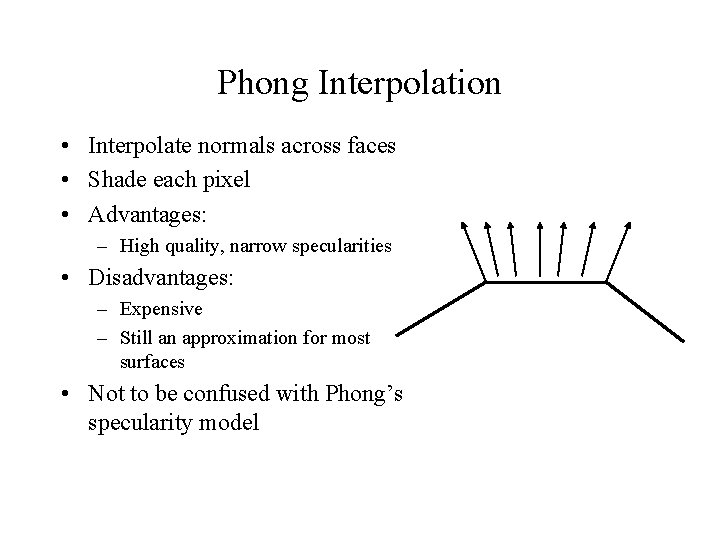 Phong Interpolation
• Interpolate normals across faces
• Shade each pixel
• Advantages:
– High quality, narrow specularities
• Disadvantages:
– Expensive
– Still an approximation for most
surfaces
• Not to be confused with Phong’s
specularity model